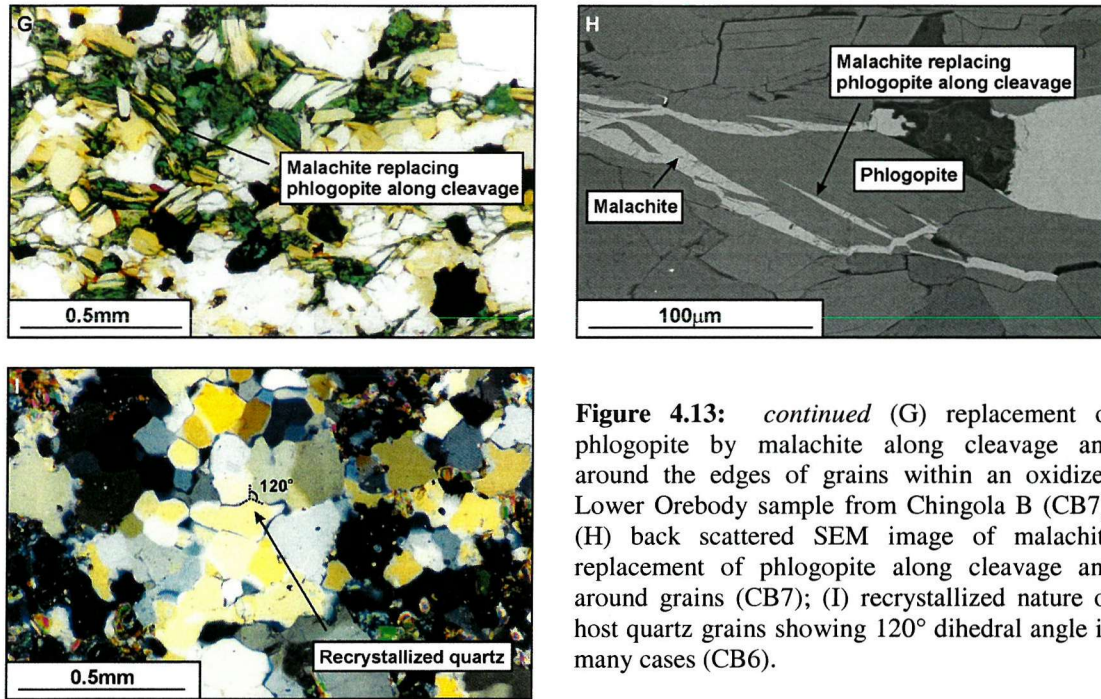 G
Malachite replacing
phlogopite along cleavage
0.5mm
H
Malachite replacing
phlogopite along cleavage
Phlogopite
Malachite
100μm
I
120°
Recrystallized quartz
0.5mm
Figure 4.13: continued (G) replacement o
phlogopite by malachite along cleavage an
around the edges of grains within an oxidize
Lower Orebody sample from Chingola B (CB7
(H) back scattered SEM image of malachit
replacement of phlogopite along cleavage an
around grains (CB7); (I) recrystallized nature o
host quartz grains showing 120° dihedral angle i
many cases (CB6).